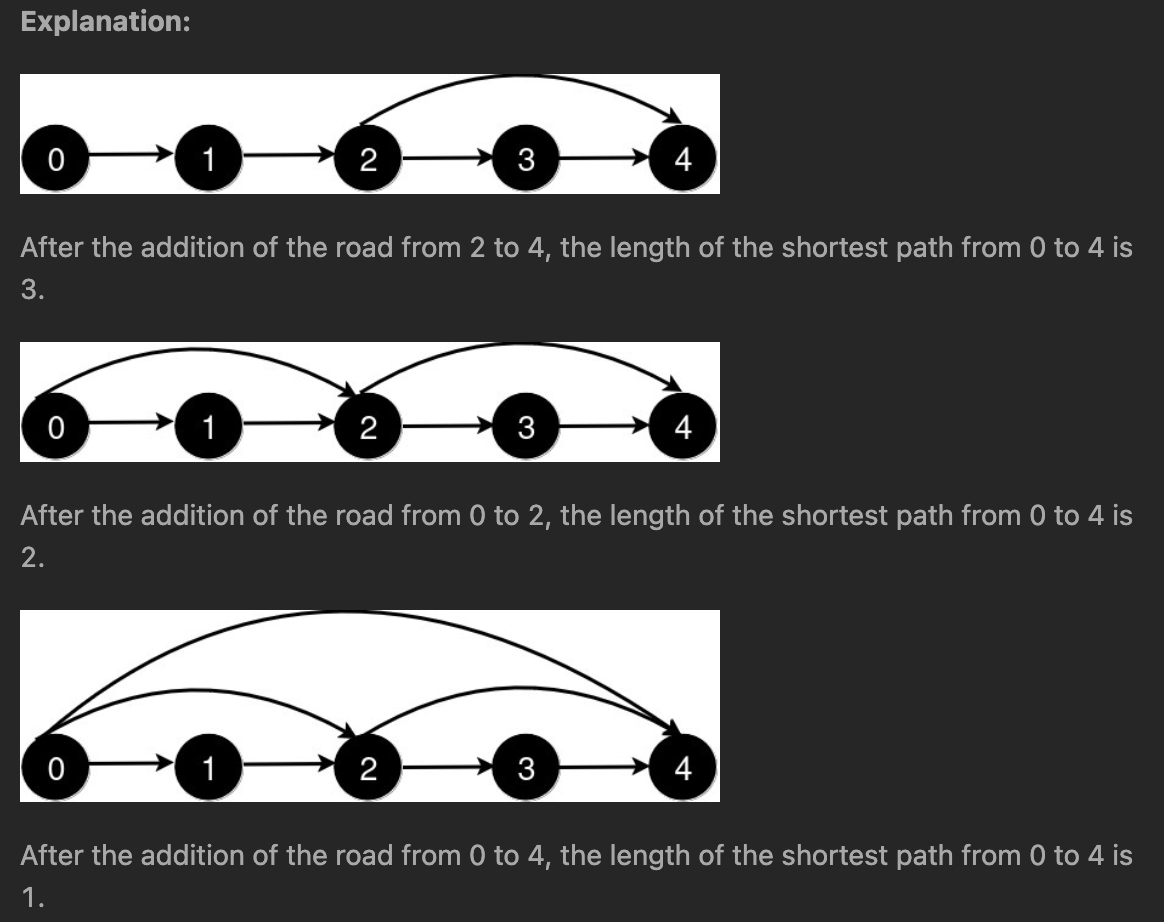 Explanation:
0 1 2 3 4
After the addition of the road from 2 to 4, the length of the shortest path from 0 to 4 is
3.
0 1 2 3 4
After the addition of the road from 0 to 2, the length of the shortest path from 0 to 4 is
2.
0 1 2 3 4
After the addition of the road from 0 to 4, the length of the shortest path from 0 to 4 is
1.